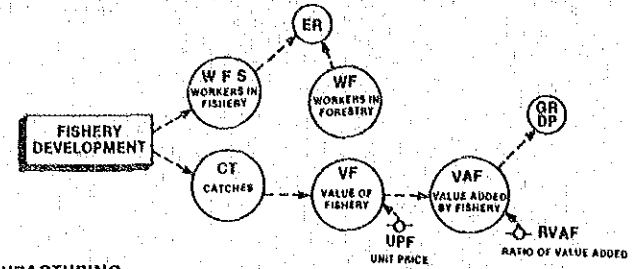 ER
W F S
WORKERS IN
FISHERY
WF
WORKERS IN
FORESTRY
GR
DP
FISHERY
DEVELOPMENT
CT
CATCHES
VF
VALUE OF
FISHERY
VAF
VALUE ADDED
BY FISHERY
UPF
UNIT PRICE
RVAF
RATIO OF VALUE ADDED